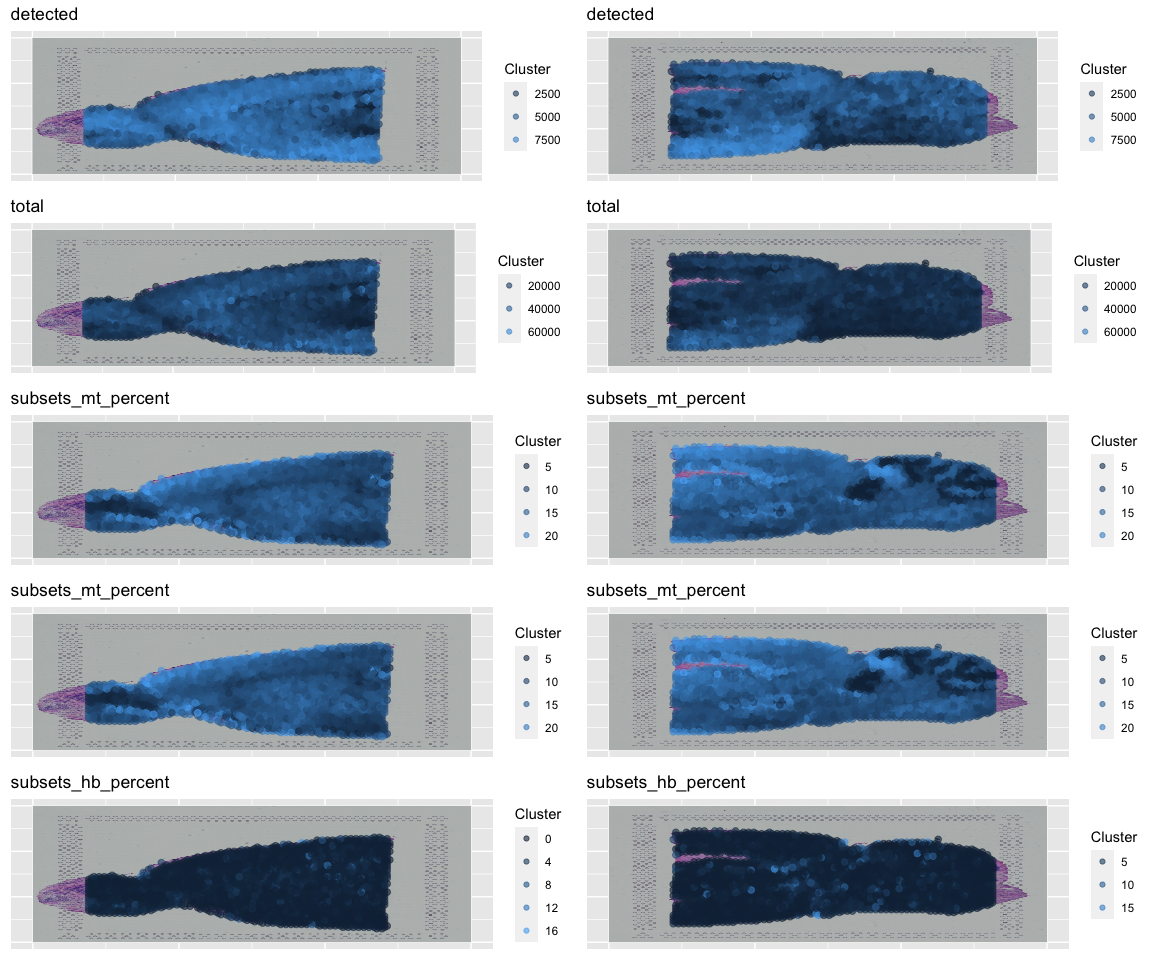 detected
Cluster
2500
5000
7500
detected
Cluster
2500
5000
7500
total
Cluster
20000
40000
60000
total
Cluster
20000
40000
60000
subsets_mt_percent
Cluster
5
10
15
20
subsets_mt_percent
Cluster
5
10
15
20
subsets_mt_percent
Cluster
5
10
15
20
subsets_mt_percent
Cluster
5
10
15
20
subsets_hb_percent
Cluster
0
4
8
12
16
subsets_hb_percent
Cluster
5
10
15